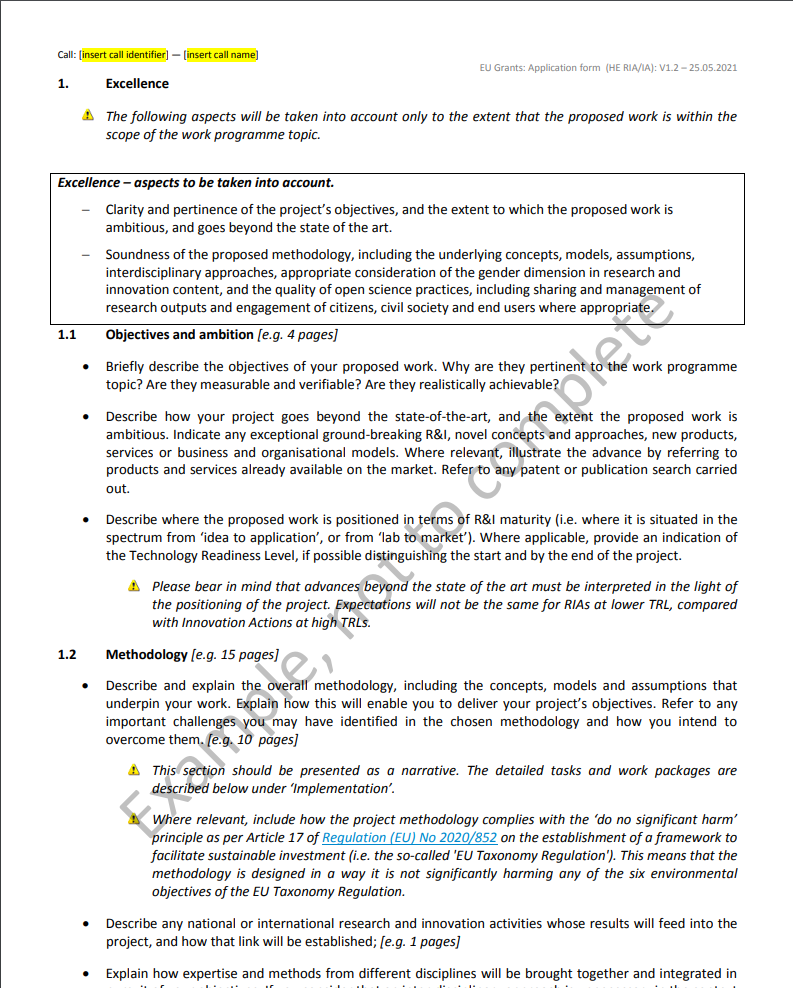 Call: [insert call identifier] — [insert call name]
EU Grants: Application form (HE RIA/IA): V1.2 – 25.05.2021
1. Excellence
The following aspects will be taken into account only to the extent that the proposed work is within the
scope of the work programme topic.
Excellence – aspects to be taken into account.
– Clarity and pertinence of the project’s objectives, and the extent to which the proposed work is
ambitious, and goes beyond the state of the art.
– Soundness of the proposed methodology, including the underlying concepts, models, assumptions,
interdisciplinary approaches, appropriate consideration of the gender dimension in research and
innovation content, and the quality of open science practices, including sharing and management of
research outputs and engagement of citizens, civil society and end users where appropriate.
1.1 Objectives and ambition [e.g. 4 pages]
• Briefly describe the objectives of your proposed work. Why are they pertinent to the work programme
topic? Are they measurable and verifiable? Are they realistically achievable?
• Describe how your project goes beyond the state-of-the-art, and the extent the proposed work is
ambitious. Indicate any exceptional ground-breaking R&I, novel concepts and approaches, new products,
services or business and organisational models. Where relevant, illustrate the advance by referring to
products and services already available on the market. Refer to any patent or publication search carried
out.
• Describe where the proposed work is positioned in terms of R&I maturity (i.e. where it is situated in the
spectrum from ‘idea to application’, or from ‘lab to market’). Where applicable, provide an indication of
the Technology Readiness Level, if possible distinguishing the start and by the end of the project.
Please bear in mind that advances beyond the state of the art must be interpreted in the light of
the positioning of the project. Expectations will not be the same for RIAs at lower TRL, compared
with Innovation Actions at high TRLs.
1.2 Methodology [e.g. 15 pages]
• Describe and explain the overall methodology, including the concepts, models and assumptions that
underpin your work. Explain how this will enable you to deliver your project’s objectives. Refer to any
important challenges you may have identified in the chosen methodology and how you intend to
overcome them. [e.g. 10 pages]
This section should be presented as a narrative. The detailed tasks and work packages are
described below under ‘Implementation’.
Where relevant, include how the project methodology complies with the ‘do no significant harm’
principle as per Article 17 of Regulation (EU) No 2020/852 on the establishment of a framework to
facilitate sustainable investment (i.e. the so-called 'EU Taxonomy Regulation'). This means that the
methodology is designed in a way it is not significantly harming any of the six environmental
objectives of the EU Taxonomy Regulation.
• Describe any national or international research and innovation activities whose results will feed into the
project, and how that link will be established; [e.g. 1 pages]
• Explain how expertise and methods from different disciplines will be brought together and integrated in
Example, not to complete